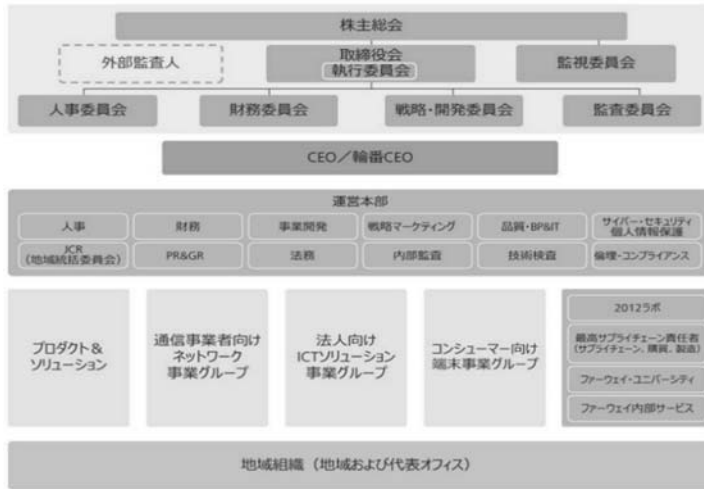 株主総会
外部監査人
取締役会
執行委員会
監視委員会
人事委員会
財務委員会
戦略・開発委員会
監査委員会
CEO／輪番CEO
運営本部
人事
財務
事業開発
戦略マーケティング
品質・BP&IT
サイバー・セキュリティ
個人情報保護
JCR
(地域統括委員会)
PR&GR
法務
内部監査
技術検査
倫理・コンプライアンス
プロダクト＆
ソリューション
通信事業者向け
ネットワーク
事業グループ
法人向け
ICTソリューション
事業グループ
コンシューマー向け
端末事業グループ
2012ラボ
最高サプライチェーン責任者
(サプライチェーン、購買、製造)
ファーウェイ・ユニバーシティ
ファーウェイ内部サービス
地域組織（地域および代表オフィス）